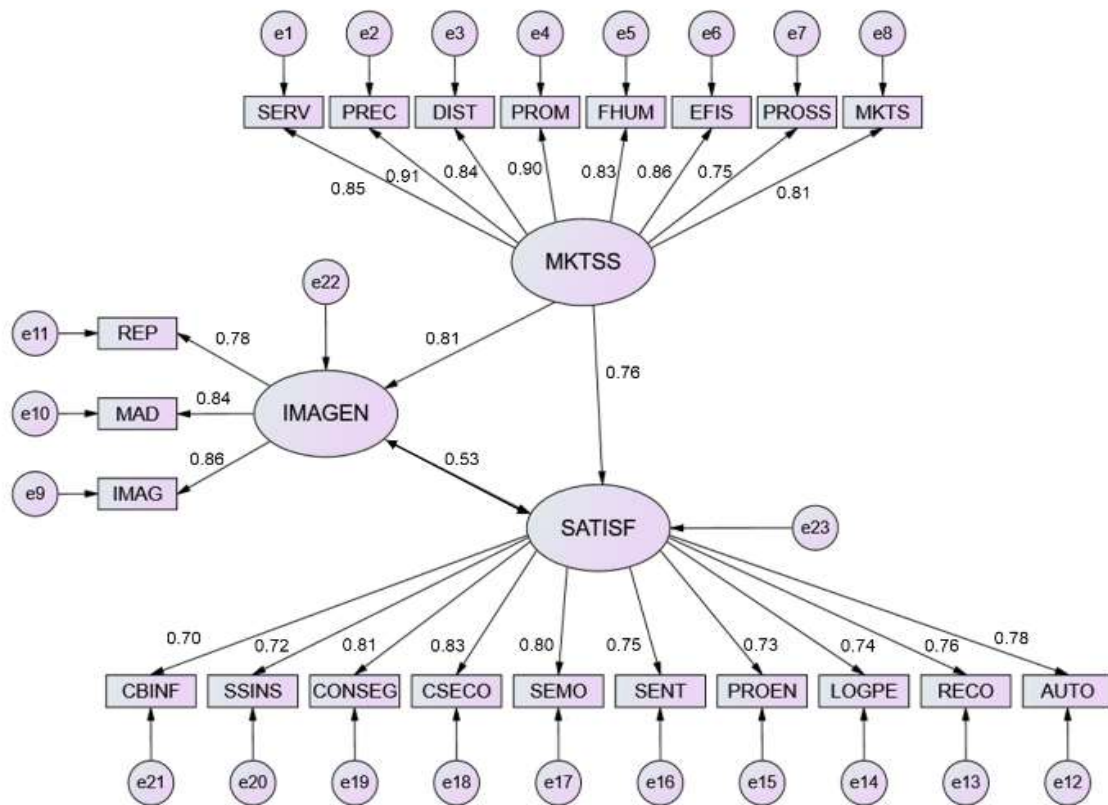 e1 e2 e3 e4 e5 e6 e7 e8
SERV PREC DIST PROM FHUM EFIS PROSS MKTS
0.85 0.91 0.84 0.90 0.83 0.86 0.75 0.81
MKTSS
e22
e11 REP
0.78 0.81
0.76
e10 MAD 0.84 IMAGEN
0.86 0.53
e9 IMAG
SATISF e23
0.70 0.72 0.81 0.83 0.80 0.75 0.73 0.74 0.76 0.78
CBINF SSINS CONSEG CSECO SEMO SENT PROEN LOGPE RECO AUTO
e21 e20 e19 e18 e17 e16 e15 e14 e13 e12